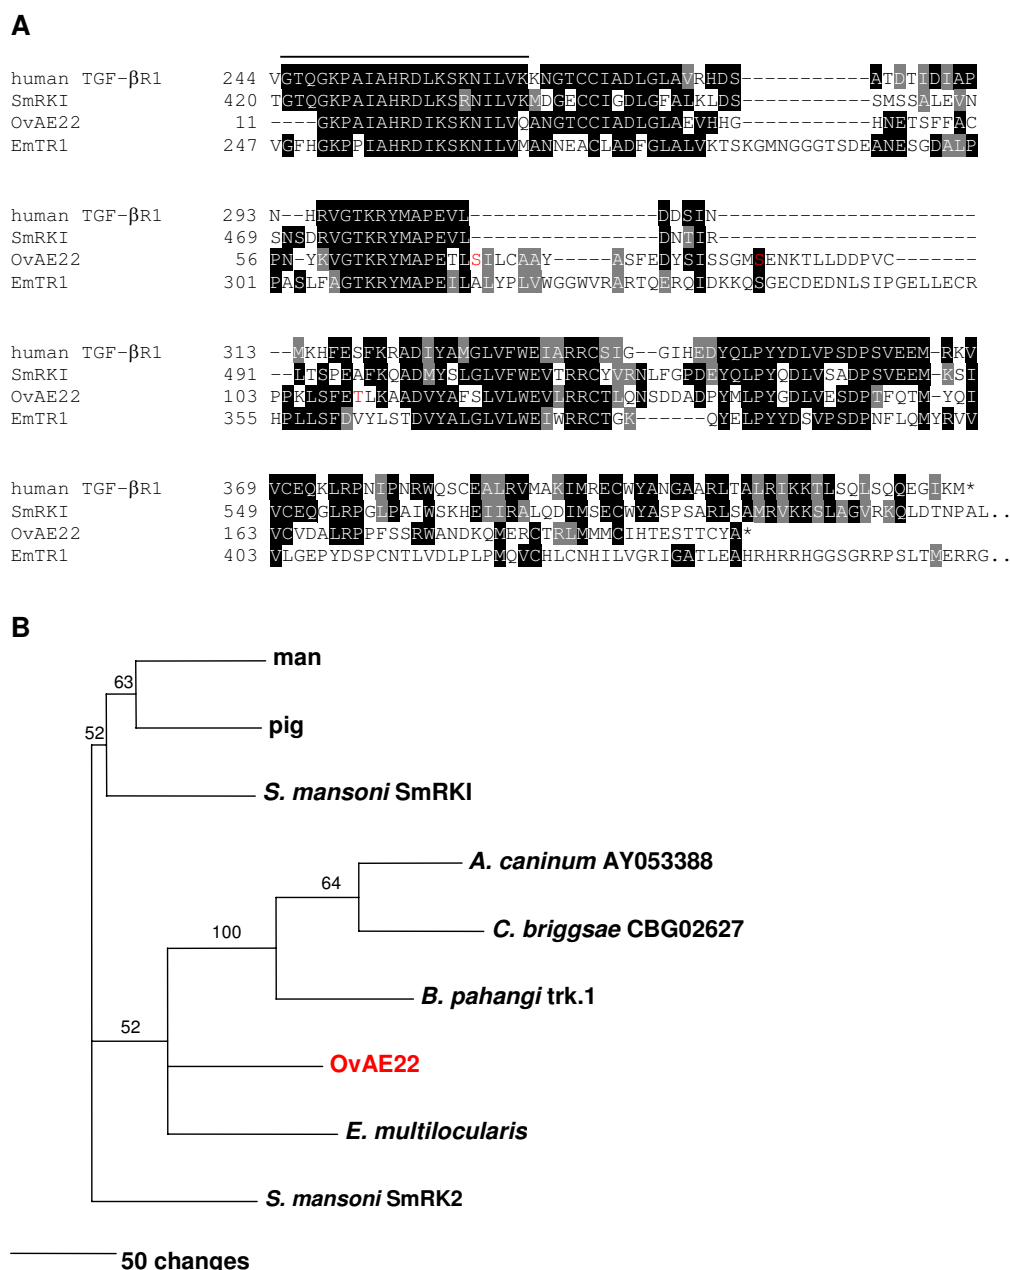 A
human TGF-βR1 244 VGTQGKPAIAHRDLKSKNILVKKNGTCCIADLGLAVRHDS-----------ATDTIDIAP
SmRKI 420 TGTQGKPAIAHRDLKSRNILVKMDGECCIGDLGFALKLDS-----------SMSSALEVN
OvAE22 11 ----GKPAIAHRDIKSKNILVQANGTCCIADLGLAEVHHG-----------HNETSFFAC
EmTR1 247 VGFHGKPPIAHRDIKSKNILVMANNEACLADFGLALVKTSKGMNGGGTSDEANESGDALP
human TGF-βR1 293 N--HRVGTKRYMAPEVL----------------DDSIN----------------------
SmRKI 469 SNSDRVGTKRYMAPEVL----------------DNTIR----------------------
OvAE22 56 PN-YKVGTKRYMAPETLSILCAAY-----ASFEDYSISSGMSENKTLLDDPVC-------
EmTR1 301 PASLFAGTKRYMAPEILALYPLVWGGWVRARTQERQIDKKQSGECDEDNLSIPGELLECR
human TGF-βR1 313 --MKHFESFKRADIYAMGLVFWEIARRCSIG--GIHEDYQLPYYDLVPSDPSVEEM-RKV
SmRKI 491 --LTSPEAFKQADMYSLGLVFWEVTRRCYVRNLFGPDEYQLPYQDLVSADPSVEEM-KSI
OvAE22 103 PPKLSFETLKAADVYAFSLVLWEVLRRCTLQNSDDADPYMLPYGDLVESDPTFQTM-YQI
EmTR1 355 HPLLSFDVYLSTDVYALGLVLWEIWRRCTGK------QYELPYYDSVPSDPNFLQMYRVV
human TGF-βR1 369 VCEQKLRPNIPNRWQSCEALRVMAKIMRECWYANGAARLTALRIKKTLSQLSQQEGIKM*
SmRKI 549 VCEQGLRPGLPAIWSKHEIIRALQDIMSECWYASPSARLSAMRVKKSLAGVRKQLDTNPAL..
OvAE22 163 VCVDALRPPFSSRWANDKQMERCTRLMMMCIHTESTTCYA*
EmTR1 403 VLGEPYDSPCNTLVDLPLPMQVCHLCNHILVGRIGATLEAHRHRRHGGSGRRPSLTMERRG..
B
man
63
pig
52
S. mansoni SmRKI
A. caninum AY053388
64
C. briggsae CBG02627
100
B. pahangi trk.1
52
OvAE22
E. multilocularis
S. mansoni SmRK2
50 changes